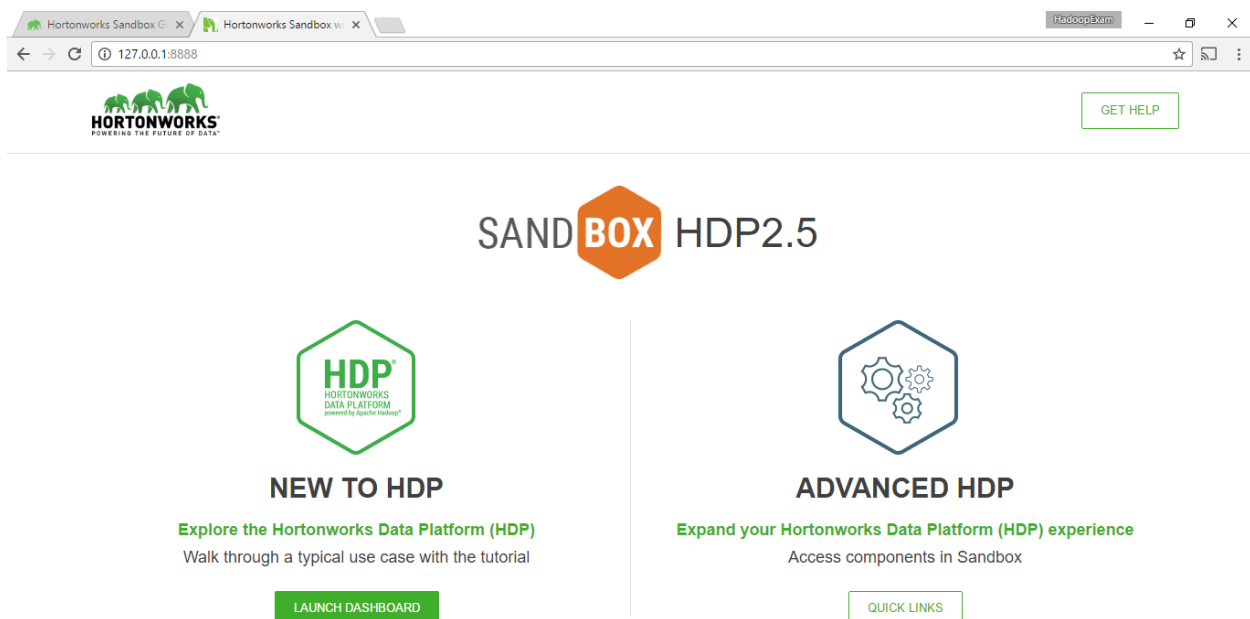 Hortonworks Sandbox G
Hortonworks Sandbox wi
HadoopExam
127.0.0.1:8888
HORTONWORKS
POWERING THE FUTURE OF DATA
GET HELP
SANDBOX HDP2.5
HDP®
HORTONWORKS
DATA PLATFORM
powered by Apache Hadoop®
NEW TO HDP
Explore the Hortonworks Data Platform (HDP)
Walk through a typical use case with the tutorial
LAUNCH DASHBOARD
ADVANCED HDP
Expand your Hortonworks Data Platform (HDP) experience
Access components in Sandbox
QUICK LINKS